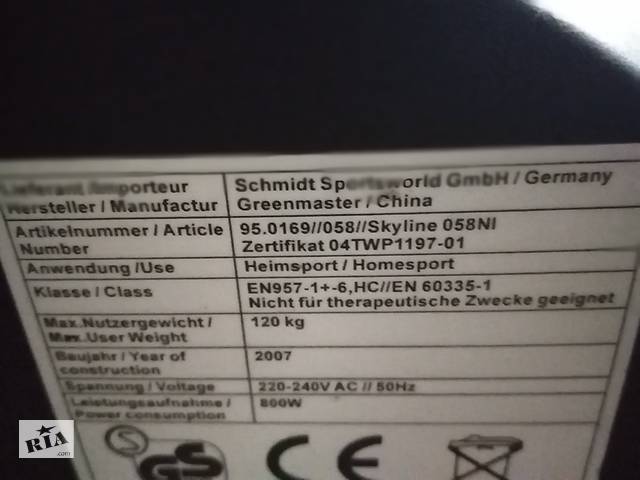 Lieferant /Importeur Schmidt Sportsworld GmbH / Germany
Hersteller / Manufactur Greenmaster / China
Artikelnummer / Article 95.0169//058//Skyline 058NI
Number Zertifikat 04TWP1197-01
Anwendung /Use Heimsport / Homesport
Klasse / Class EN957-1+-6,HC//EN 60335-1
Nicht für therapeutische Zwecke geeignet
Max.Nutzergewicht / 120 kg
Max.User Weight
Baujahr / Year of 2007
construction
Spannung / Voltage 220-240V AC // 50Hz
Leistungsaufnahme / 800W
Power consumption
S GS CE
RIA
.com